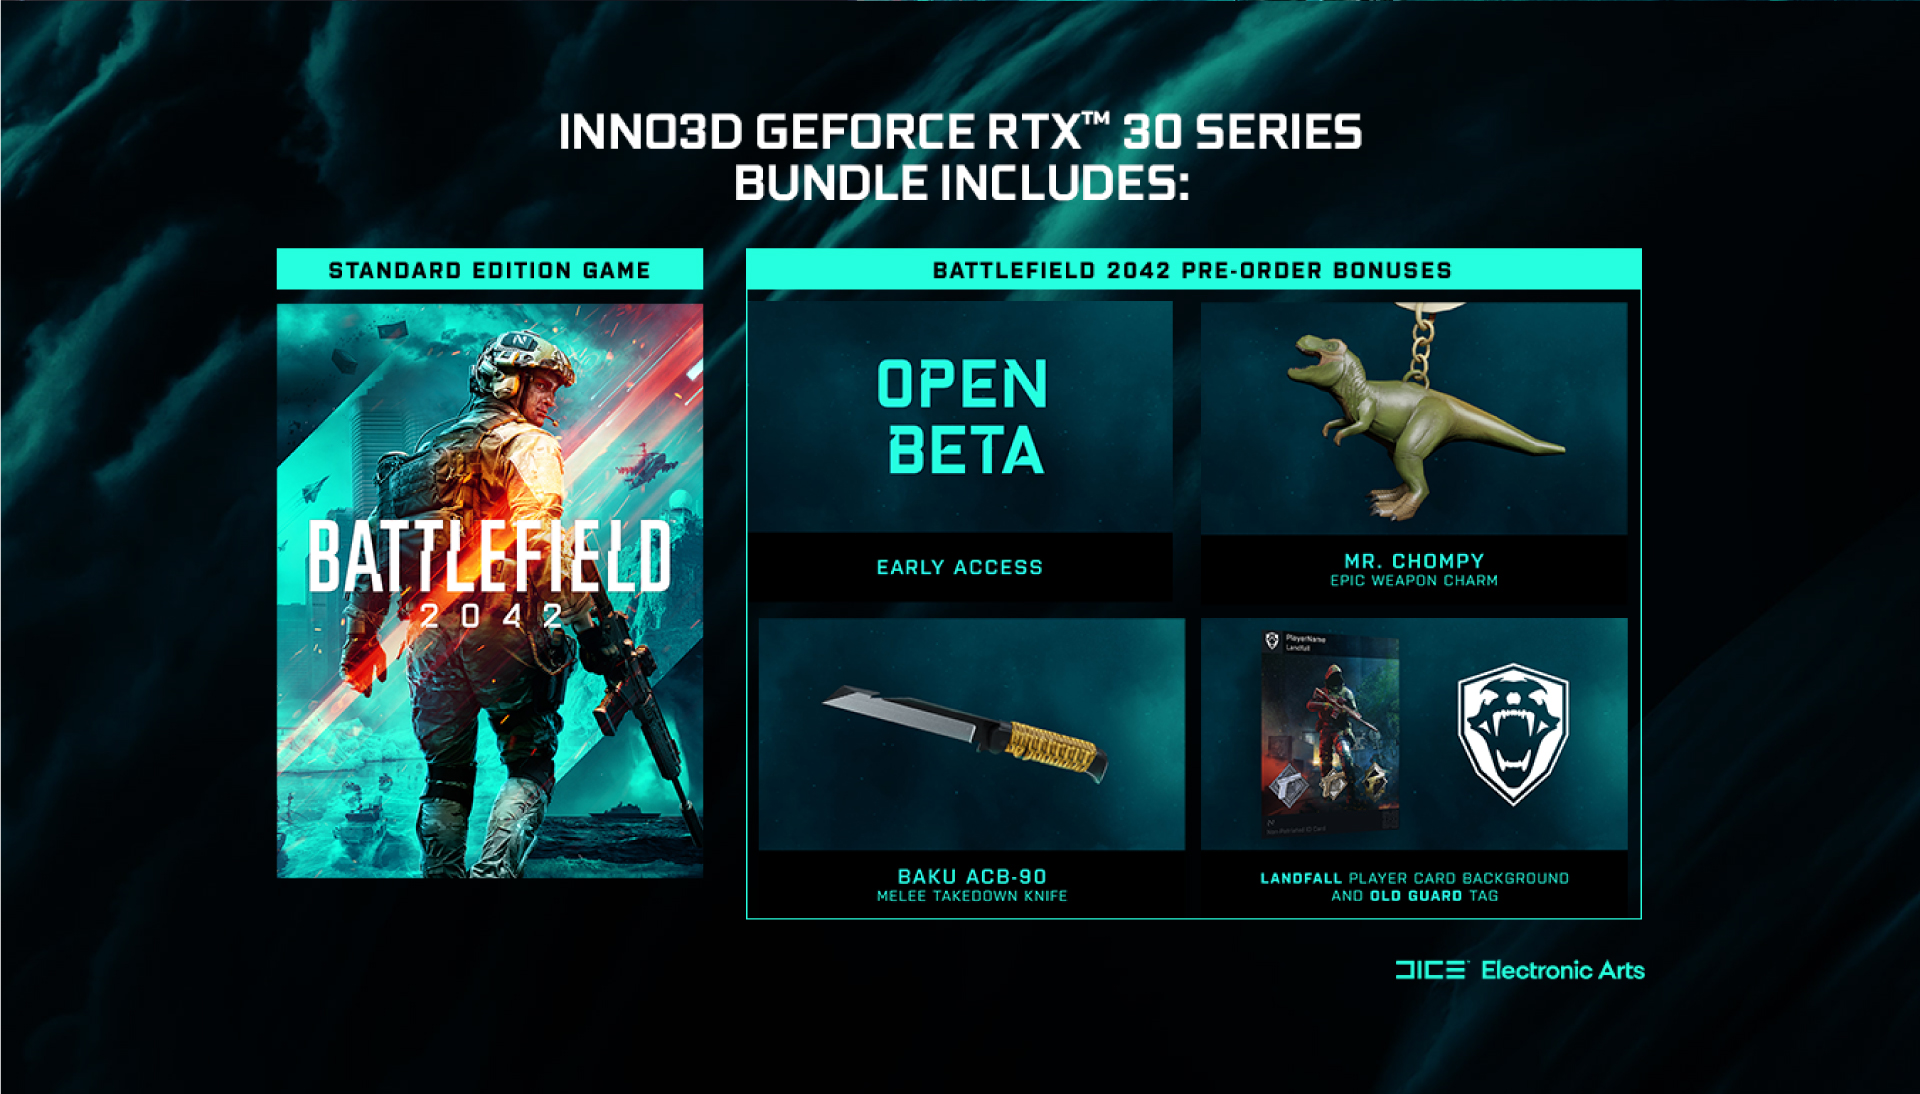 INNO3D GEFORCE RTX™ 30 SERIES
BUNDLE INCLUDES:
STANDARD EDITION GAME
BATTLEFIELD
2042
BATTLEFIELD 2042 PRE-ORDER BONUSES
OPEN
BETA
EARLY ACCESS
MR. CHOMPY
EPIC WEAPON CHARM
BAKU ACB-90
MELEE TAKEDOWN KNIFE
PlayerName
Landfall
LANDFALL PLAYER CARD BACKGROUND
AND OLD GUARD TAG
DICE Electronic Arts